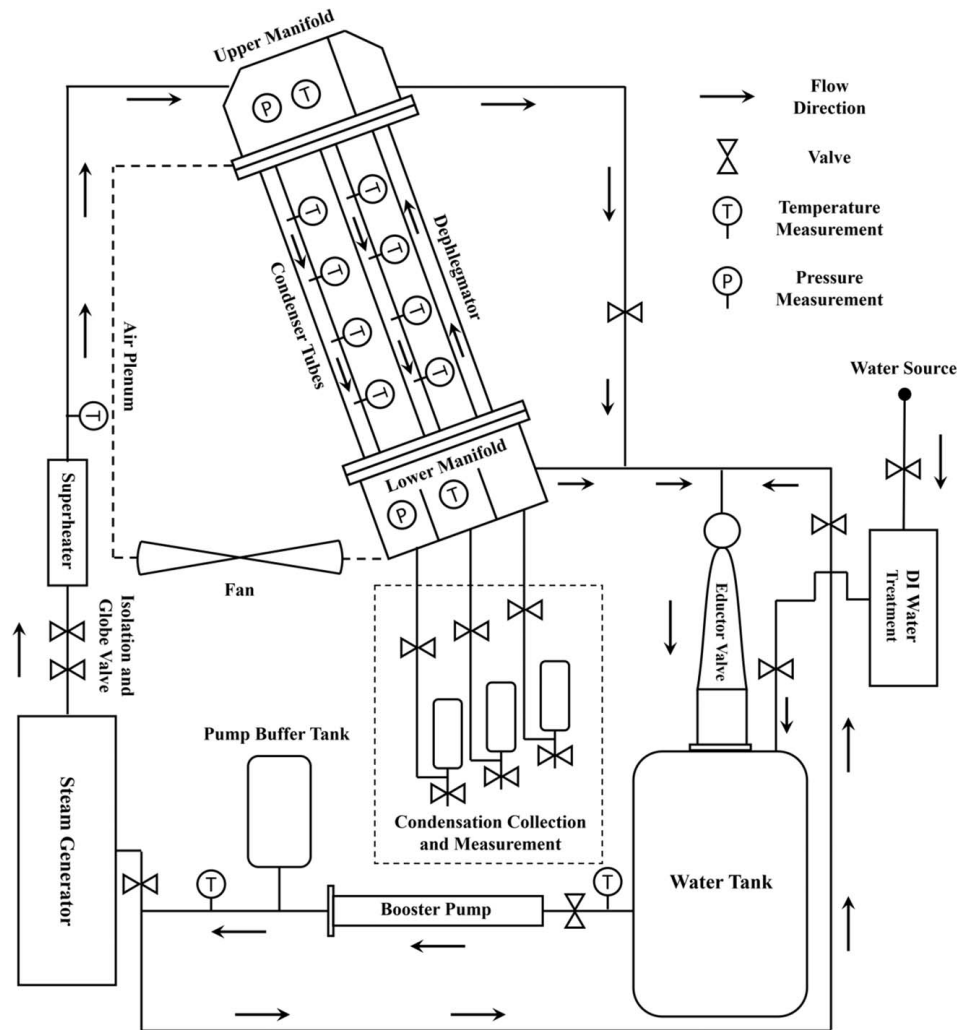 Upper Manifold
P
T
Flow
Direction
Valve
T
Temperature
Measurement
P
Pressure
Measurement
T
T
T
T
T
T
T
T
Dephlegmator
Condenser Tubes
Air Plenum
T
Superheater
Lower Manifold
P
T
Fan
Isolation and
Globe Valve
Water Source
DI Water
Treatment
Eductor Valve
Steam Generator
Pump Buffer Tank
Condensation Collection
and Measurement
T
Booster Pump
T
Water Tank